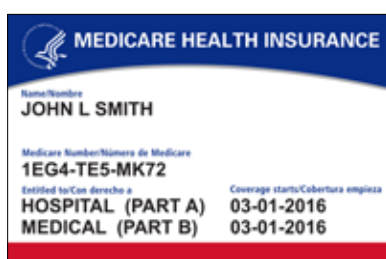 MEDICARE HEALTH INSURANCE
Name/Nombre
JOHN L SMITH
Medicare Number/Número de Medicare
1EG4-TE5-MK72
Entitled to/Con derecho a Coverage starts/Cobertura empieza
HOSPITAL (PART A) 03-01-2016
MEDICAL (PART B) 03-01-2016